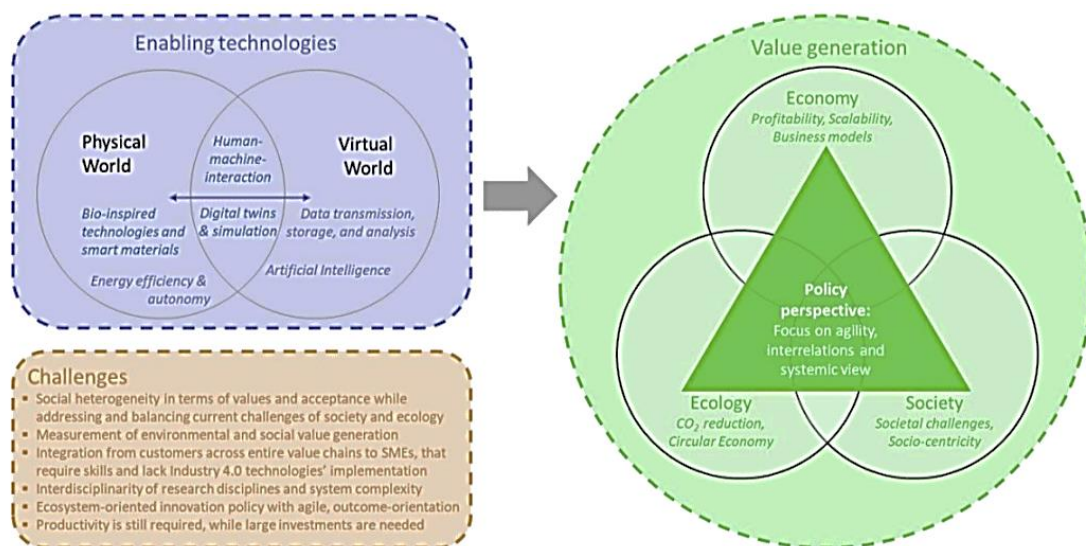 Enabling technologies
Physical
World
Human-
machine-
interaction
Virtual
World
Bio-inspired
technologies and
smart materials
Digital twins
& simulation
Data transmission,
storage, and analysis
Energy efficiency &
autonomy
Artificial Intelligence
Challenges
▪ Social heterogeneity in terms of values and acceptance while
addressing and balancing current challenges of society and ecology
▪ Measurement of environmental and social value generation
▪ Integration from customers across entire value chains to SMEs, that
require skills and lack Industry 4.0 technologies' implementation
▪ Interdisciplinarity of research disciplines and system complexity
▪ Ecosystem-oriented innovation policy with agile, outcome-orientation
▪ Productivity is still required, while large investments are needed
Value generation
Economy
Profitability, Scalability,
Business models
Policy
perspective:
Focus on agility,
interrelations and
systemic view
Ecology
CO₂ reduction,
Circular Economy
Society
Societal challenges,
Socio-centricity